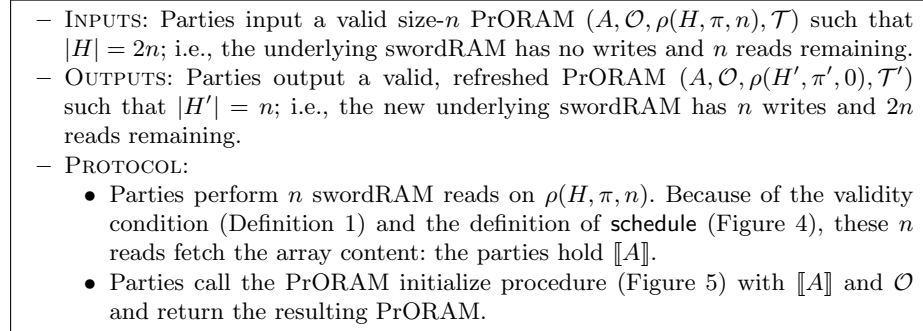 – INPUTS: Parties input a valid size-n PrORAM (A, 𝒪, ρ(H, π, n), 𝒯) such that
|H| = 2n; i.e., the underlying swordRAM has no writes and n reads remaining.
– OUTPUTS: Parties output a valid, refreshed PrORAM (A, 𝒪, ρ(H′, π′, 0), 𝒯′)
such that |H′| = n; i.e., the new underlying swordRAM has n writes and 2n
reads remaining.
– PROTOCOL:
• Parties perform n swordRAM reads on ρ(H, π, n). Because of the validity
condition (Definition 1) and the definition of schedule (Figure 4), these n
reads fetch the array content: the parties hold ⟦A⟧.
• Parties call the PrORAM initialize procedure (Figure 5) with ⟦A⟧ and 𝒪
and return the resulting PrORAM.